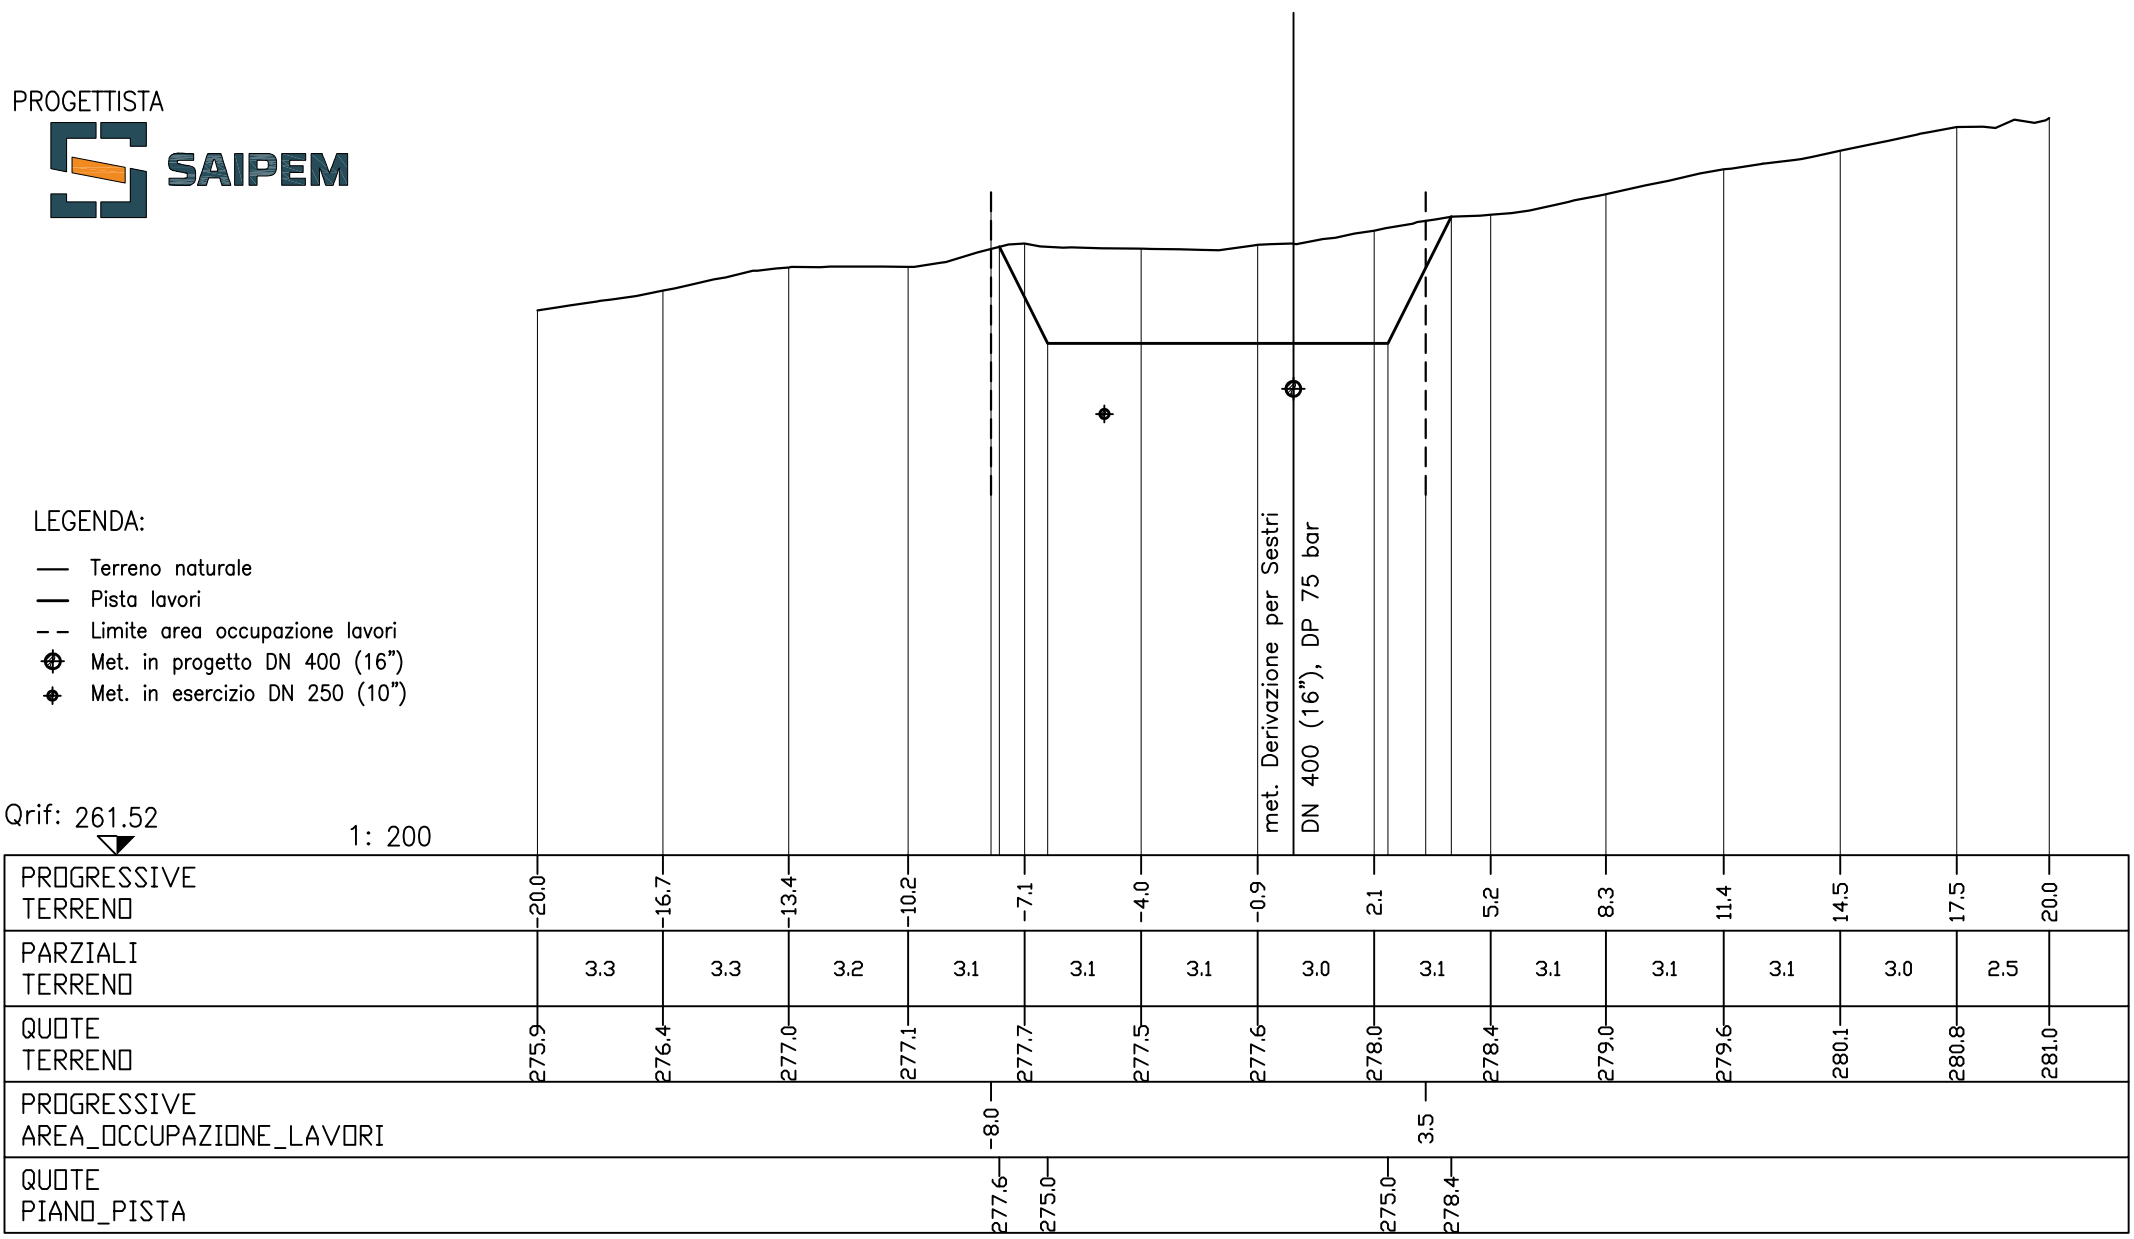 PROGETTISTA
SAIPEM
LEGENDA:
Terreno naturale
Pista lavori
Limite area occupazione lavori
Met. in progetto DN 400 (16")
Met. in esercizio DN 250 (10")
met. Derivazione per Sestri
DN 400 (16"), DP 75 bar
Qrif: 261.52
1: 200
PROGRESSIVE
TERRENO
-20.0 -16.7 -13.4 -10.2 -7.1 -4.0 -0.9 2.1 5.2 8.3 11.4 14.5 17.5 20.0
PARZIALI
TERRENO
3.3 3.3 3.2 3.1 3.1 3.1 3.0 3.1 3.1 3.1 3.1 3.0 2.5
QUOTE
TERRENO
275.9 276.4 277.0 277.1 277.7 277.5 277.6 278.0 278.4 279.0 279.6 280.1 280.8 281.0
PROGRESSIVE
AREA_OCCUPAZIONE_LAVORI
-8.0 3.5
QUOTE
PIANO_PISTA
277.6 275.0 275.0 278.4